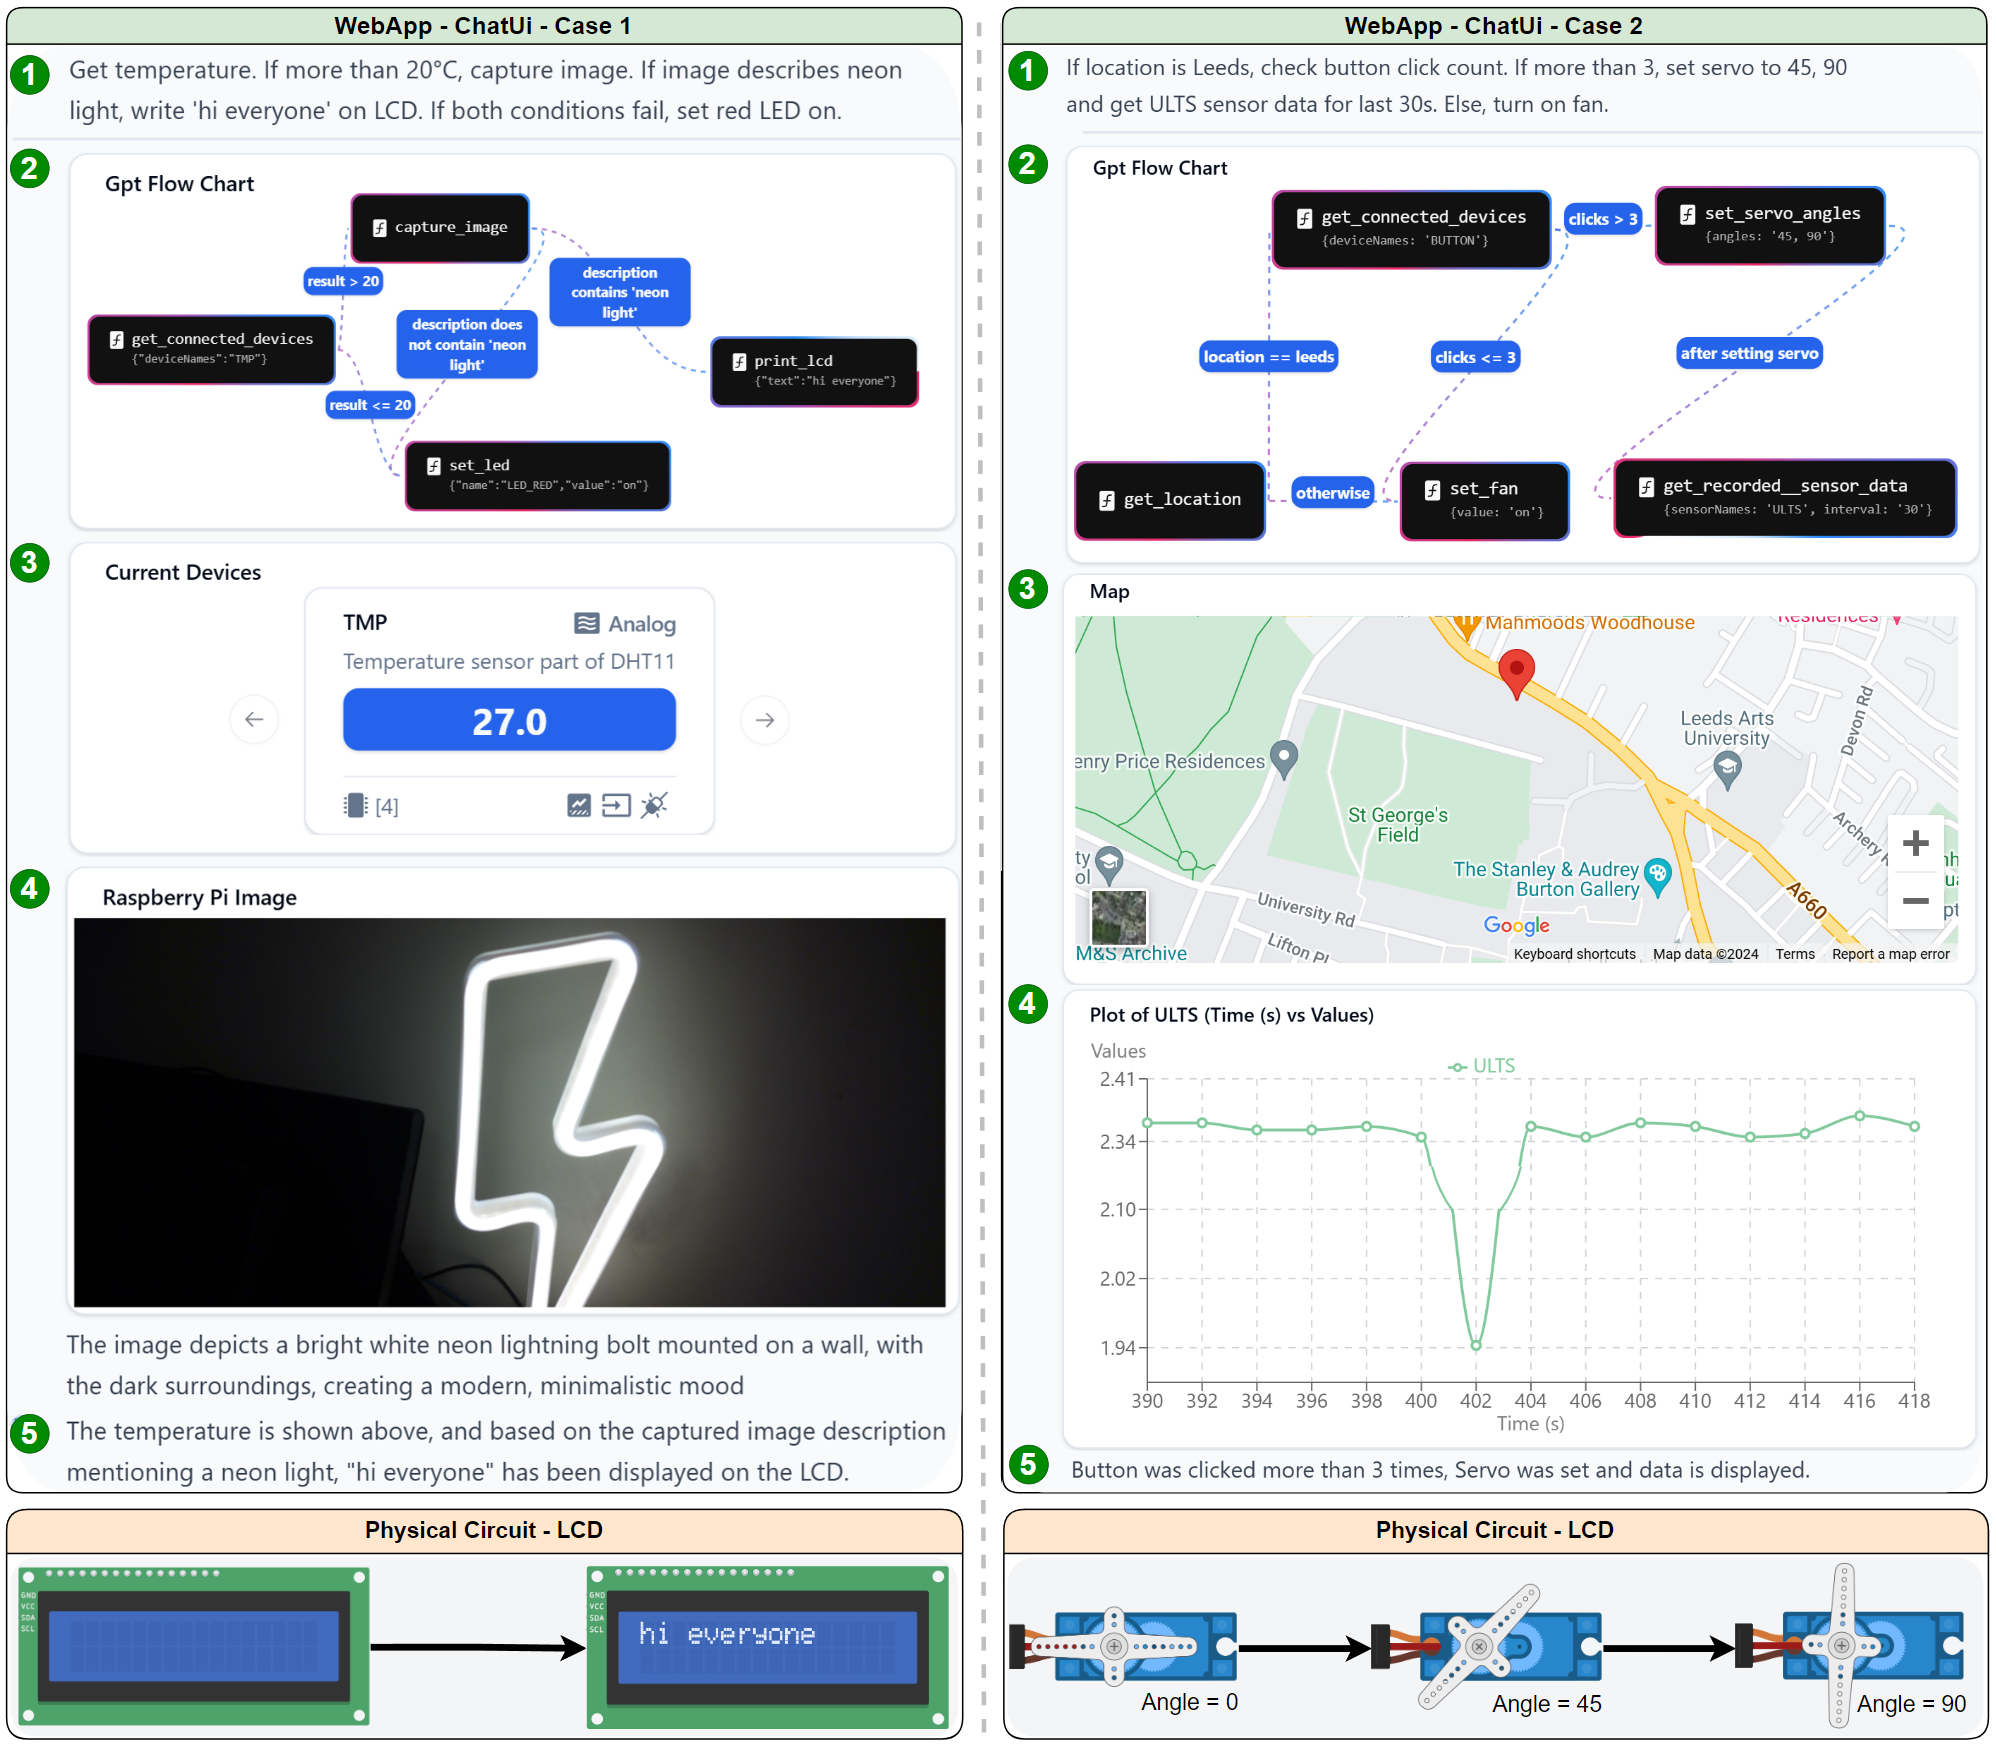 WebApp - ChatUi - Case 1
1
Get temperature. If more than 20°C, capture image. If image describes neon
light, write 'hi everyone' on LCD. If both conditions fail, set red LED on.
2
Gpt Flow Chart
capture_image
result > 20
description
contains 'neon
light'
description does
not contain 'neon
light'
get_connected_devices
{"deviceNames":"TMP"}
print_lcd
{"text":"hi everyone"}
result <= 20
set_led
{"name":"LED_RED","value":"on"}
3
Current Devices
TMP
Analog
Temperature sensor part of DHT11
27.0
[4]
4
Raspberry Pi Image
The image depicts a bright white neon lightning bolt mounted on a wall, with
the dark surroundings, creating a modern, minimalistic mood
5
The temperature is shown above, and based on the captured image description
mentioning a neon light, "hi everyone" has been displayed on the LCD.
Physical Circuit - LCD
GND
VCC
SDA
SCL
GND
VCC
SDA
SCL
hi everyone
WebApp - ChatUi - Case 2
1
If location is Leeds, check button click count. If more than 3, set servo to 45, 90
and get ULTS sensor data for last 30s. Else, turn on fan.
2
Gpt Flow Chart
get_connected_devices
{deviceNames: 'BUTTON'}
clicks > 3
set_servo_angles
{angles: '45, 90'}
location == leeds
clicks <= 3
after setting servo
get_location
otherwise
set_fan
{value: 'on'}
get_recorded__sensor_data
{sensorNames: 'ULTS', interval: '30'}
3
Map
Mahmoods Woodhouse
Residences
Leeds Arts
University
Devon Rd
enry Price Residences
St George's
Field
Archery R
The Stanley & Audrey
Burton Gallery
A660
University Rd
Lifton Pl
ty
ol
M&S Archive
Google
Keyboard shortcuts Map data ©2024 Terms Report a map error
4
Plot of ULTS (Time (s) vs Values)
Values
ULTS
2.41
2.34
2.10
2.02
1.94
390 392 394 396 398 400 402 404 406 408 410 412 414 416 418
Time (s)
5
Button was clicked more than 3 times, Servo was set and data is displayed.
Physical Circuit - LCD
Angle = 0
Angle = 45
Angle = 90